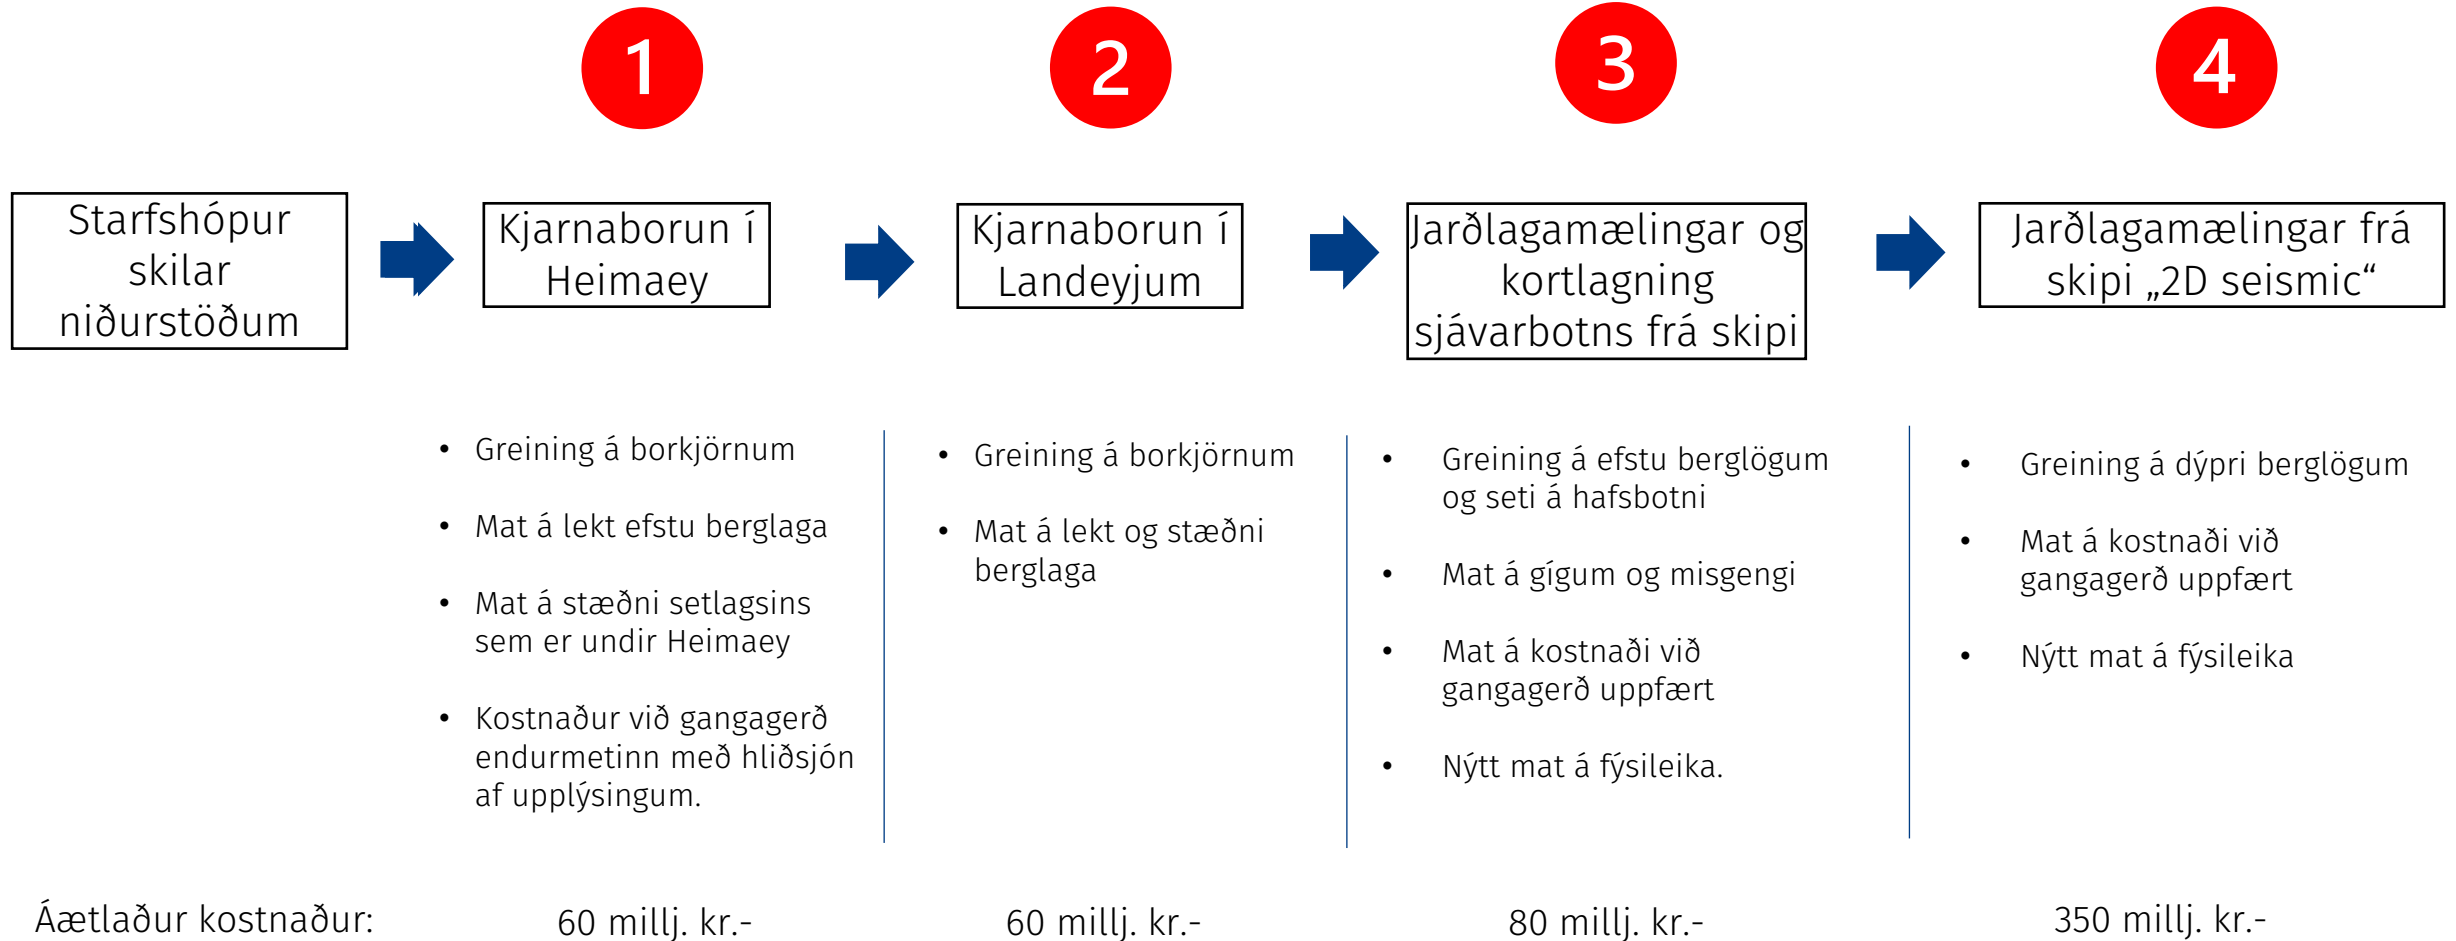 1
2
3
4
Starfshópur
skilar
niðurstöðum
Kjarnaborun í
Heimaey
Kjarnaborun í
Landeyjum
Jarðlagamælingar og
kortlagning
sjávarbotns frá skipi
Jarðlagamælingar frá
skipi „2D seismic“
• Greining á borkjörnum
• Mat á lekt efstu berglaga
• Mat á stæðni setlagsins
sem er undir Heimaey
• Kostnaður við gangagerð
endurmetinn með hliðsjón
af upplýsingum.
• Greining á borkjörnum
• Mat á lekt og stæðni
berglaga
• Greining á efstu berglögum
og seti á hafsbotni
• Mat á gígum og misgengi
• Mat á kostnaði við
gangagerð uppfært
• Nýtt mat á fýsileika.
• Greining á dýpri berglögum
• Mat á kostnaði við
gangagerð uppfært
• Nýtt mat á fýsileika
Áætlaður kostnaður:
60 millj. kr.-
60 millj. kr.-
80 millj. kr.-
350 millj. kr.-